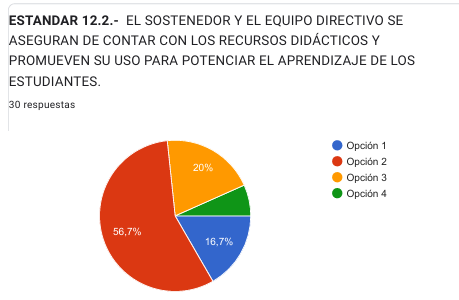 ESTANDAR 12.2.- EL SOSTENEDOR Y EL EQUIPO DIRECTIVO SE
ASEGURAN DE CONTAR CON LOS RECURSOS DIDÁCTICOS Y
PROMUEVEN SU USO PARA POTENCIAR EL APRENDIZAJE DE LOS
ESTUDIANTES.
30 respuestas
Opción 1
Opción 2
Opción 3
Opción 4
20%
56,7%
16,7%